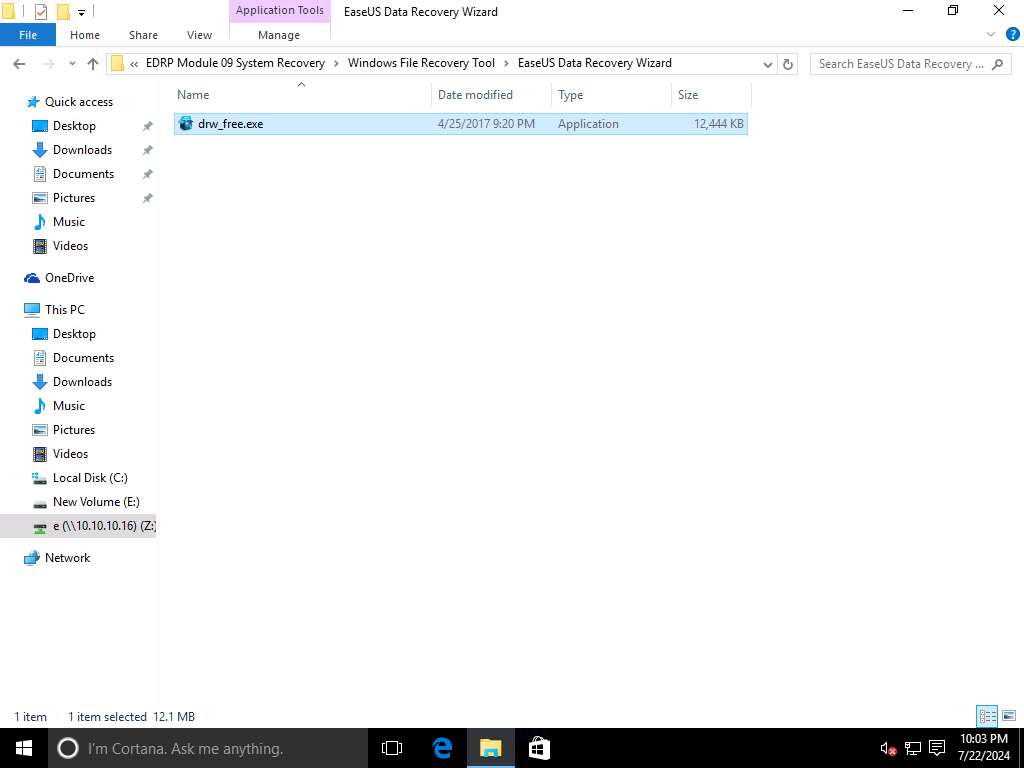 Application Tools
EaseUS Data Recovery Wizard
File
Home
Share
View
Manage
« EDRP Module 09 System Recovery > Windows File Recovery Tool > EaseUS Data Recovery Wizard
Search EaseUS Data Recovery ...
Name
Date modified
Type
Size
drw_free.exe
4/25/2017 9:20 PM
Application
12,444 KB
Quick access
Desktop
Downloads
Documents
Pictures
Music
Videos
OneDrive
This PC
Desktop
Documents
Downloads
Music
Pictures
Videos
Local Disk (C:)
New Volume (E:)
e (\\10.10.10.16) (Z:)
Network
1 item
1 item selected 12.1 MB
I'm Cortana. Ask me anything.
10:03 PM
7/22/2024